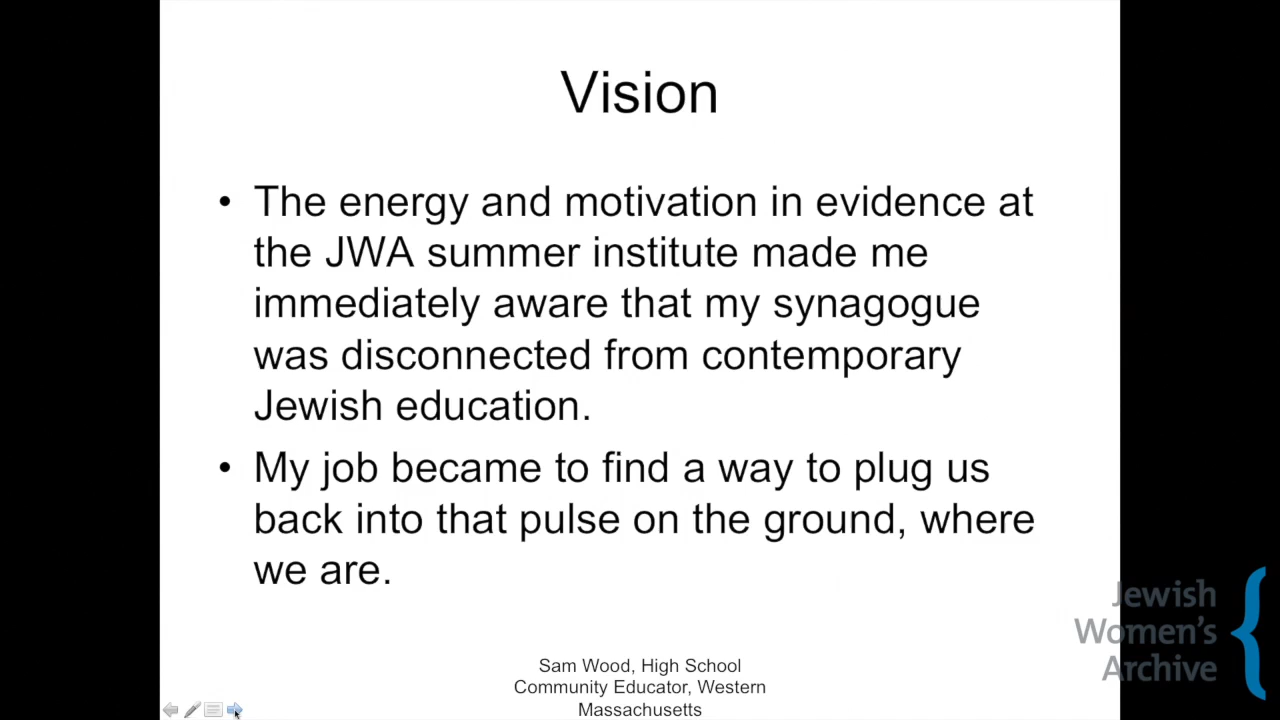 Vision
• The energy and motivation in evidence at
the JWA summer institute made me
immediately aware that my synagogue
was disconnected from contemporary
Jewish education.
• My job became to find a way to plug us
back into that pulse on the ground, where
we are.
Sam Wood, High School
Community Educator, Western
Massachusetts
Jewish
Women's
Archive